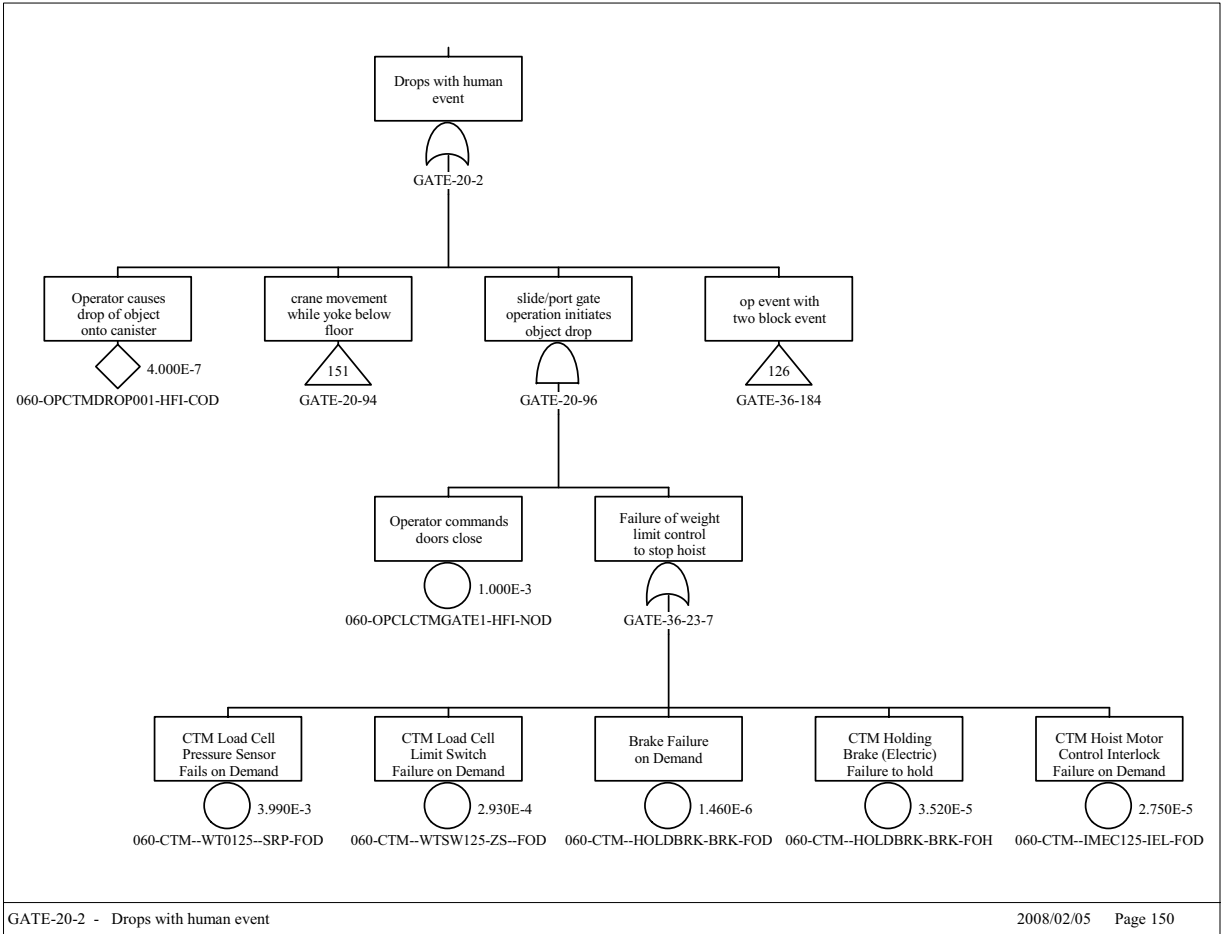 Drops with human
event
GATE-20-2
Operator causes
drop of object
onto canister
4.000E-7
060-OPCTMDROP001-HFI-COD
crane movement
while yoke below
floor
151
GATE-20-94
slide/port gate
operation initiates
object drop
GATE-20-96
op event with
two block event
126
GATE-36-184
Operator commands
doors close
1.000E-3
060-OPCLCTMGATE1-HFI-NOD
Failure of weight
limit control
to stop hoist
GATE-36-23-7
CTM Load Cell
Pressure Sensor
Fails on Demand
3.990E-3
060-CTM--WT0125--SRP-FOD
CTM Load Cell
Limit Switch
Failure on Demand
2.930E-4
060-CTM--WTSW125-ZS--FOD
Brake Failure
on Demand
1.460E-6
060-CTM--HOLDBRK-BRK-FOD
CTM Holding
Brake (Electric)
Failure to hold
3.520E-5
060-CTM--HOLDBRK-BRK-FOH
CTM Hoist Motor
Control Interlock
Failure on Demand
2.750E-5
060-CTM--IMEC125-IEL-FOD
GATE-20-2 - Drops with human event
2008/02/05 Page 150